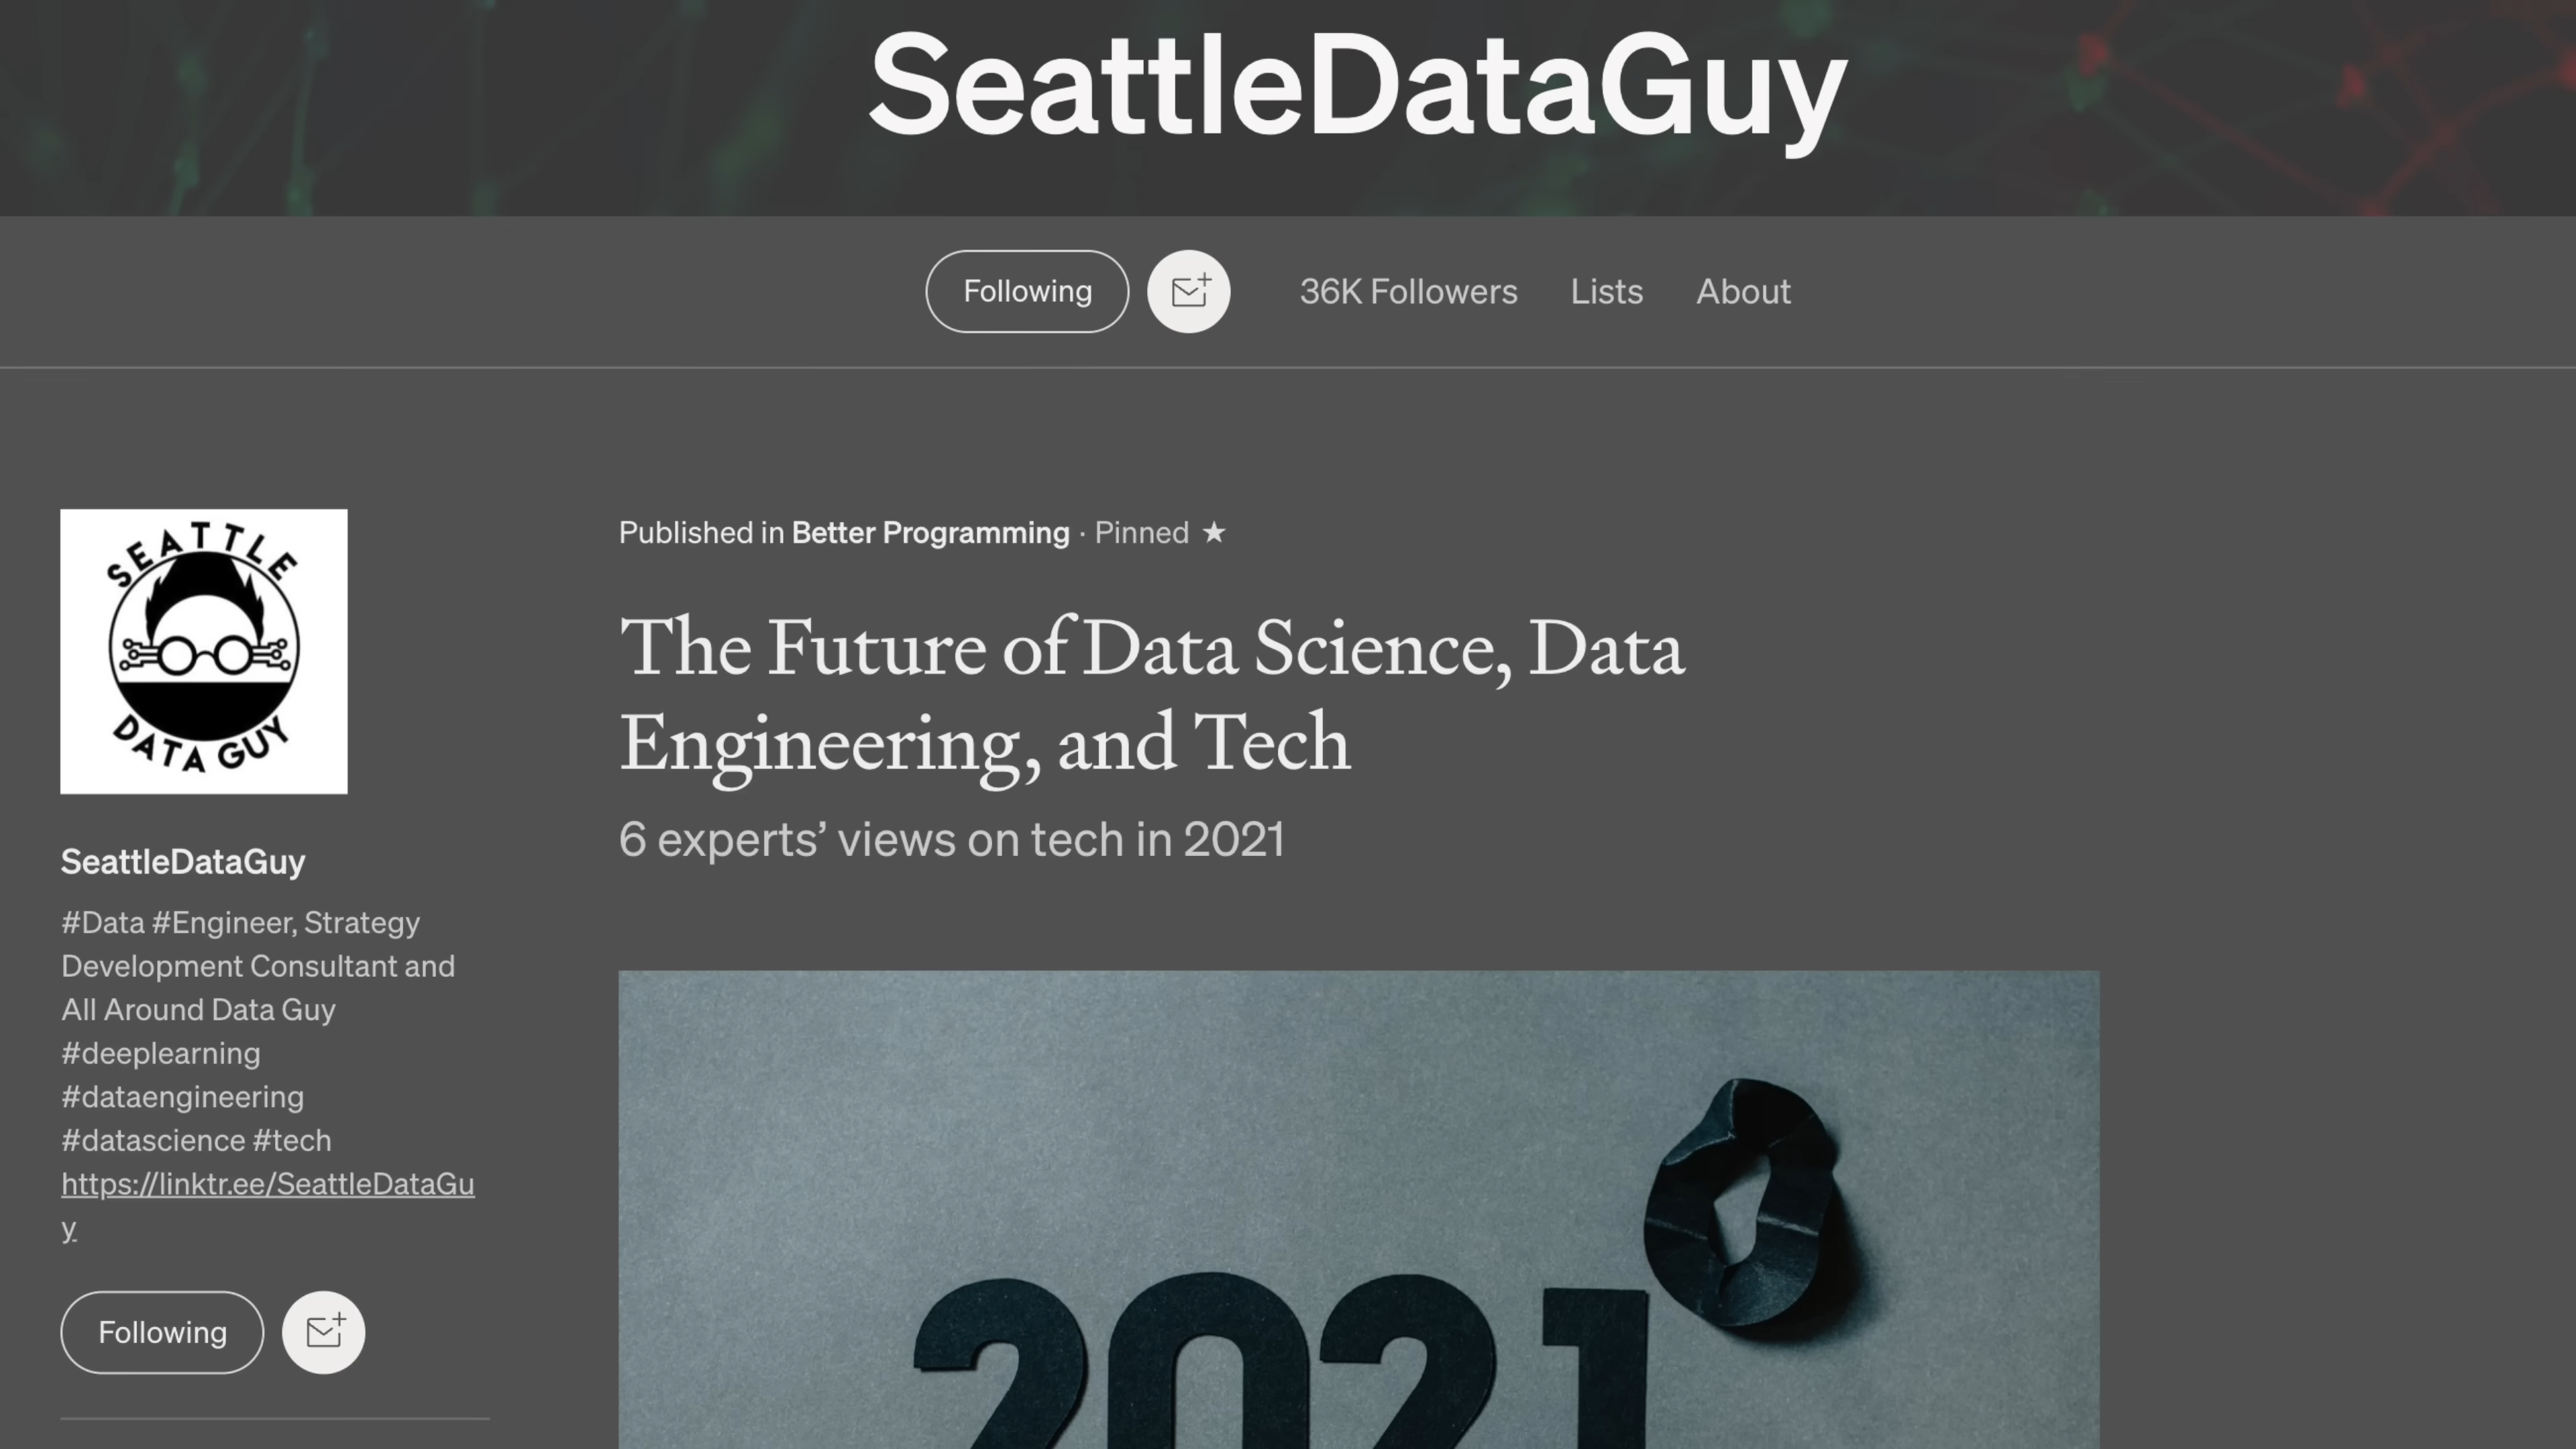 SeattleDataGuy
Following
36K Followers
Lists
About
SEATTLE
DATA GUY
SeattleDataGuy
#Data #Engineer, Strategy
Development Consultant and
All Around Data Guy
#deeplearning
#dataengineering
#datascience #tech
https://linktr.ee/SeattleDataGu
y
Following
Published in Better Programming · Pinned ★
The Future of Data Science, Data
Engineering, and Tech
6 experts’ views on tech in 2021
2021
0